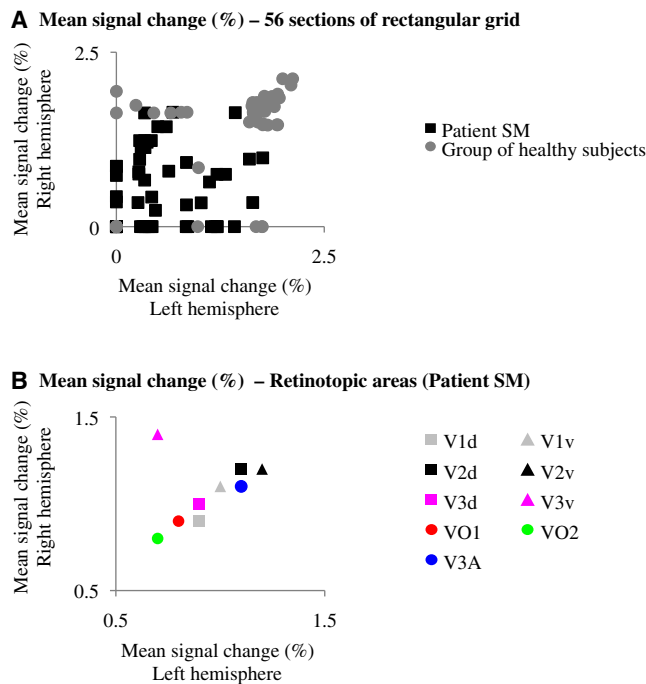 A Mean signal change (%) – 56 sections of rectangular grid
2.5
Mean signal change (%)
Right hemisphere
0
0
2.5
Mean signal change (%)
Left hemisphere
Patient SM
Group of healthy subjects
B Mean signal change (%) – Retinotopic areas (Patient SM)
1.5
Mean signal change (%)
Right hemisphere
0.5
0.5
1.5
Mean signal change (%)
Left hemisphere
V1d V1v
V2d V2v
V3d V3v
VO1 VO2
V3A